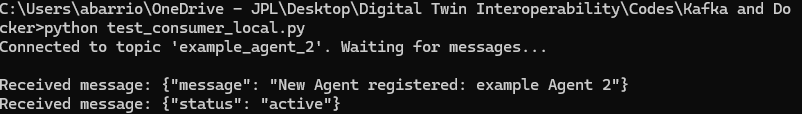 C:\Users\abarrio\OneDrive - JPL\Desktop\Digital Twin Interoperability\Codes\Kafka and Do
cker>python test_consumer_local.py
Connected to topic 'example_agent_2'. Waiting for messages...
Received message: {"message": "New Agent registered: example Agent 2"}
Received message: {"status": "active"}